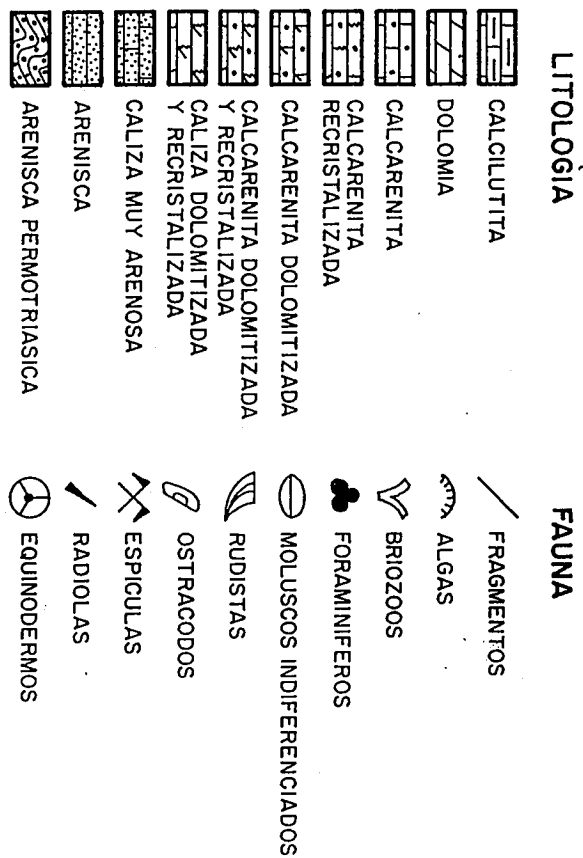 LITOLOGIA
CALCILUTITA
DOLOMIA
CALCARENITA
CALCARENITA
RECRISTALIZADA
CALCARENITA DOLOMITIZADA
CALCARENITA DOLOMITIZADA
Y RECRISTALIZADA
CALIZA DOLOMITIZADA
Y RECRISTALIZADA
CALIZA MUY ARENOSA
ARENISCA
ARENISCA PERMOTRIASICA
FAUNA
FRAGMENTOS
ALGAS
BRIOZOOS
FORAMINIFEROS
MOLUSCOS INDIFERENCIADOS
RUDISTAS
OSTRACODOS
ESPICULAS
RADIOLAS
EQUINODERMOS